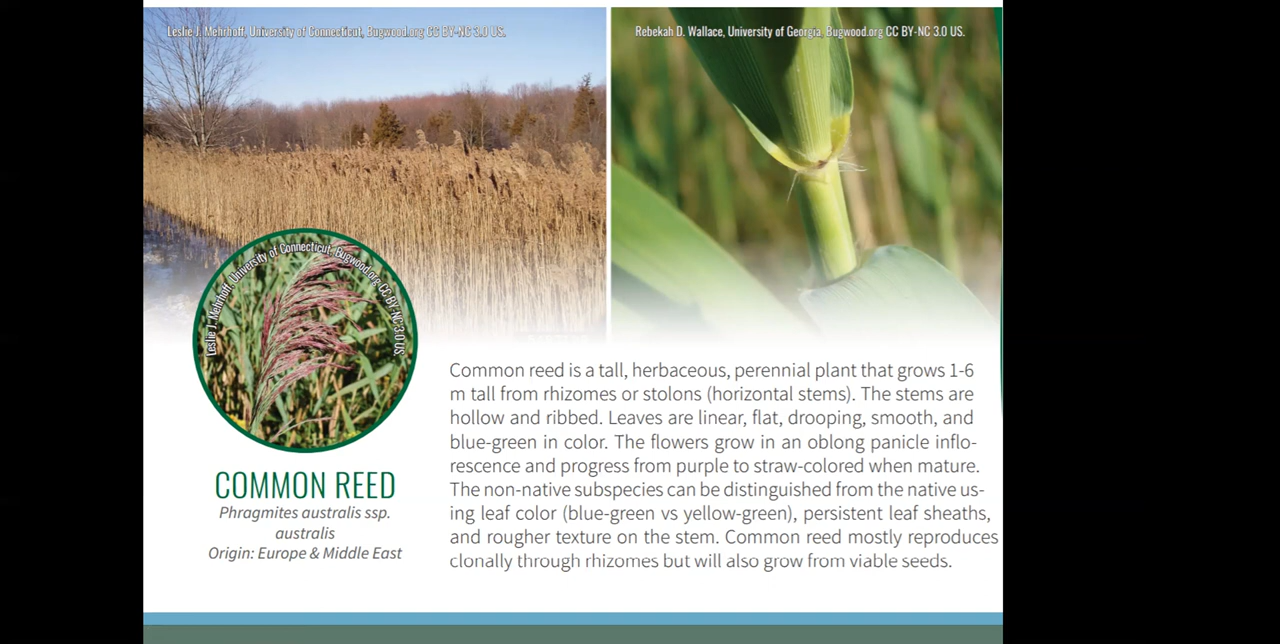 Leslie J. Mehrhoff, University of Connecticut, Bugwood.org CC BY-NC 3.0 US.
Rebekah D. Wallace, University of Georgia, Bugwood.org CC BY-NC 3.0 US.
Leslie J. Mehrhoff, University of Connecticut, Bugwood.org CC BY-NC 3.0 US.
COMMON REED
Phragmites australis ssp.
australis
Origin: Europe & Middle East
Common reed is a tall, herbaceous, perennial plant that grows 1-6
m tall from rhizomes or stolons (horizontal stems). The stems are
hollow and ribbed. Leaves are linear, flat, drooping, smooth, and
blue-green in color. The flowers grow in an oblong panicle inflo-
rescence and progress from purple to straw-colored when mature.
The non-native subspecies can be distinguished from the native us-
ing leaf color (blue-green vs yellow-green), persistent leaf sheaths,
and rougher texture on the stem. Common reed mostly reproduces
clonally through rhizomes but will also grow from viable seeds.